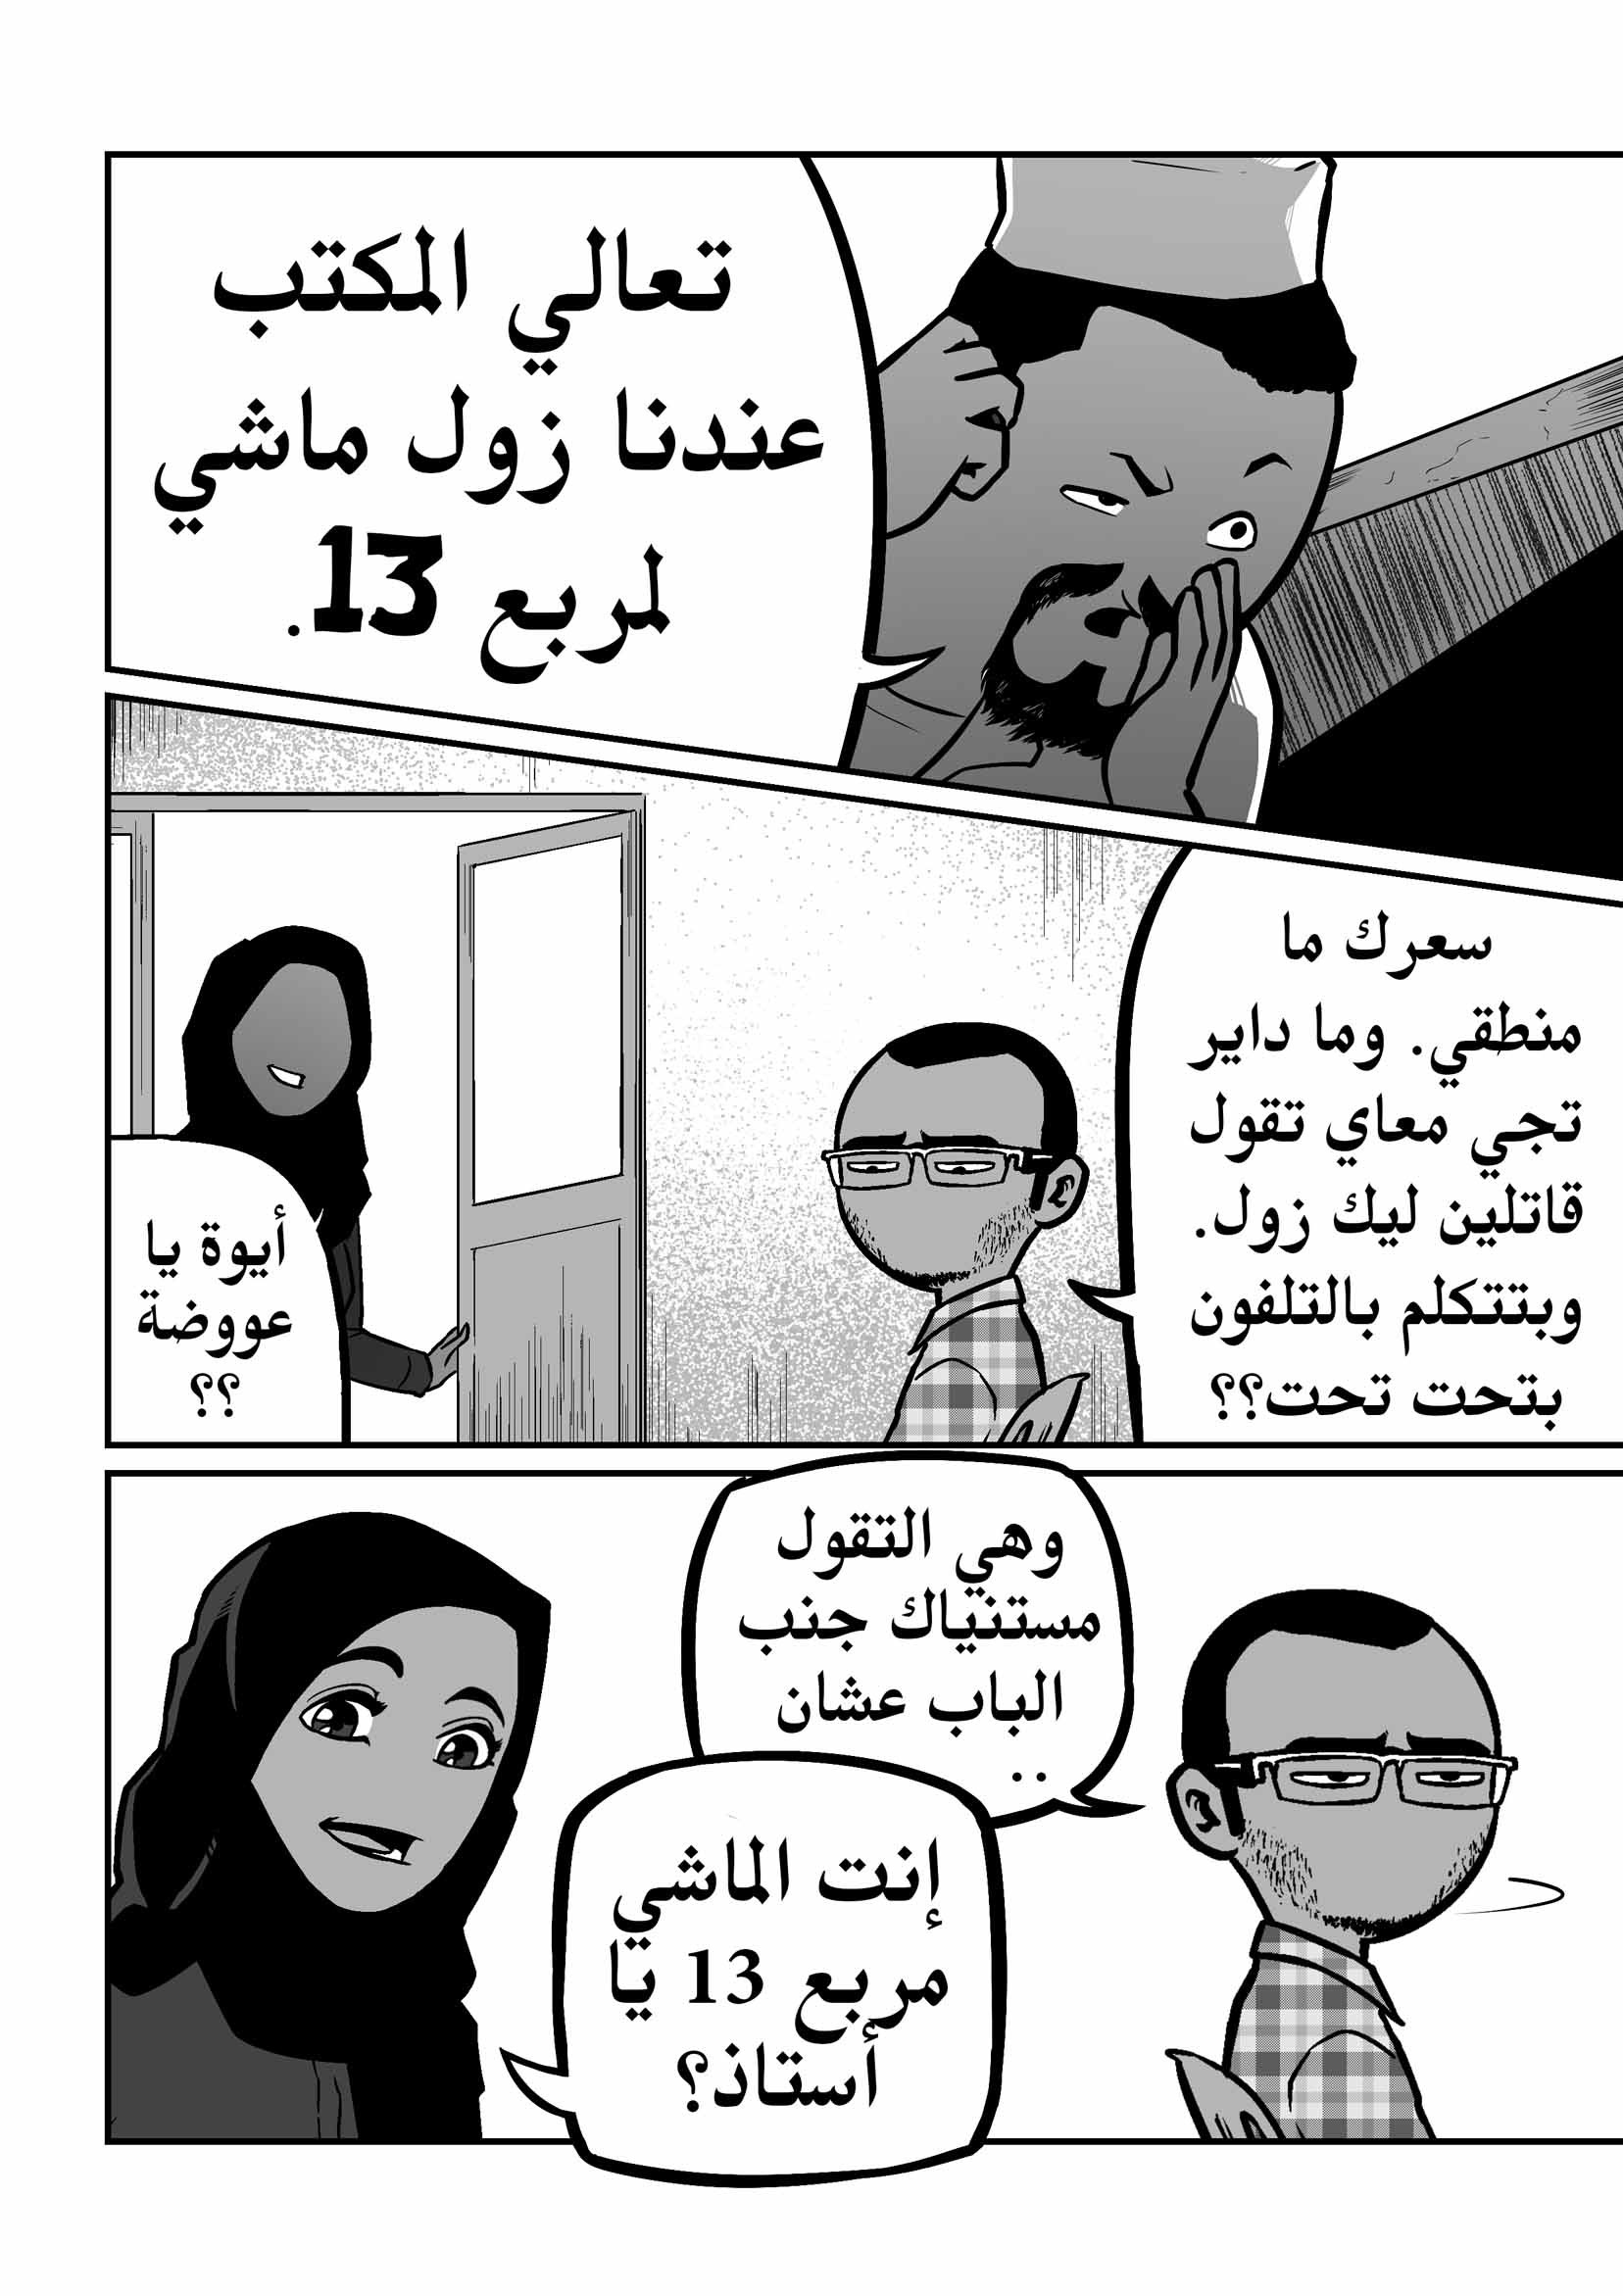 تعالي المكتب
عندنا زول ماشي
لمربع 13.
سعرك ما
منطقي. وما داير
تجي معاي تقول
قاتلين ليك زول.
وبتتكلم بالتلفون
بتحت تحت؟؟
أيوة يا
عووضة
؟؟
وهي التقول
مستنياك جنب
الباب عشان
..
إنت الماشي
مربع 13 يا
أستاذ؟